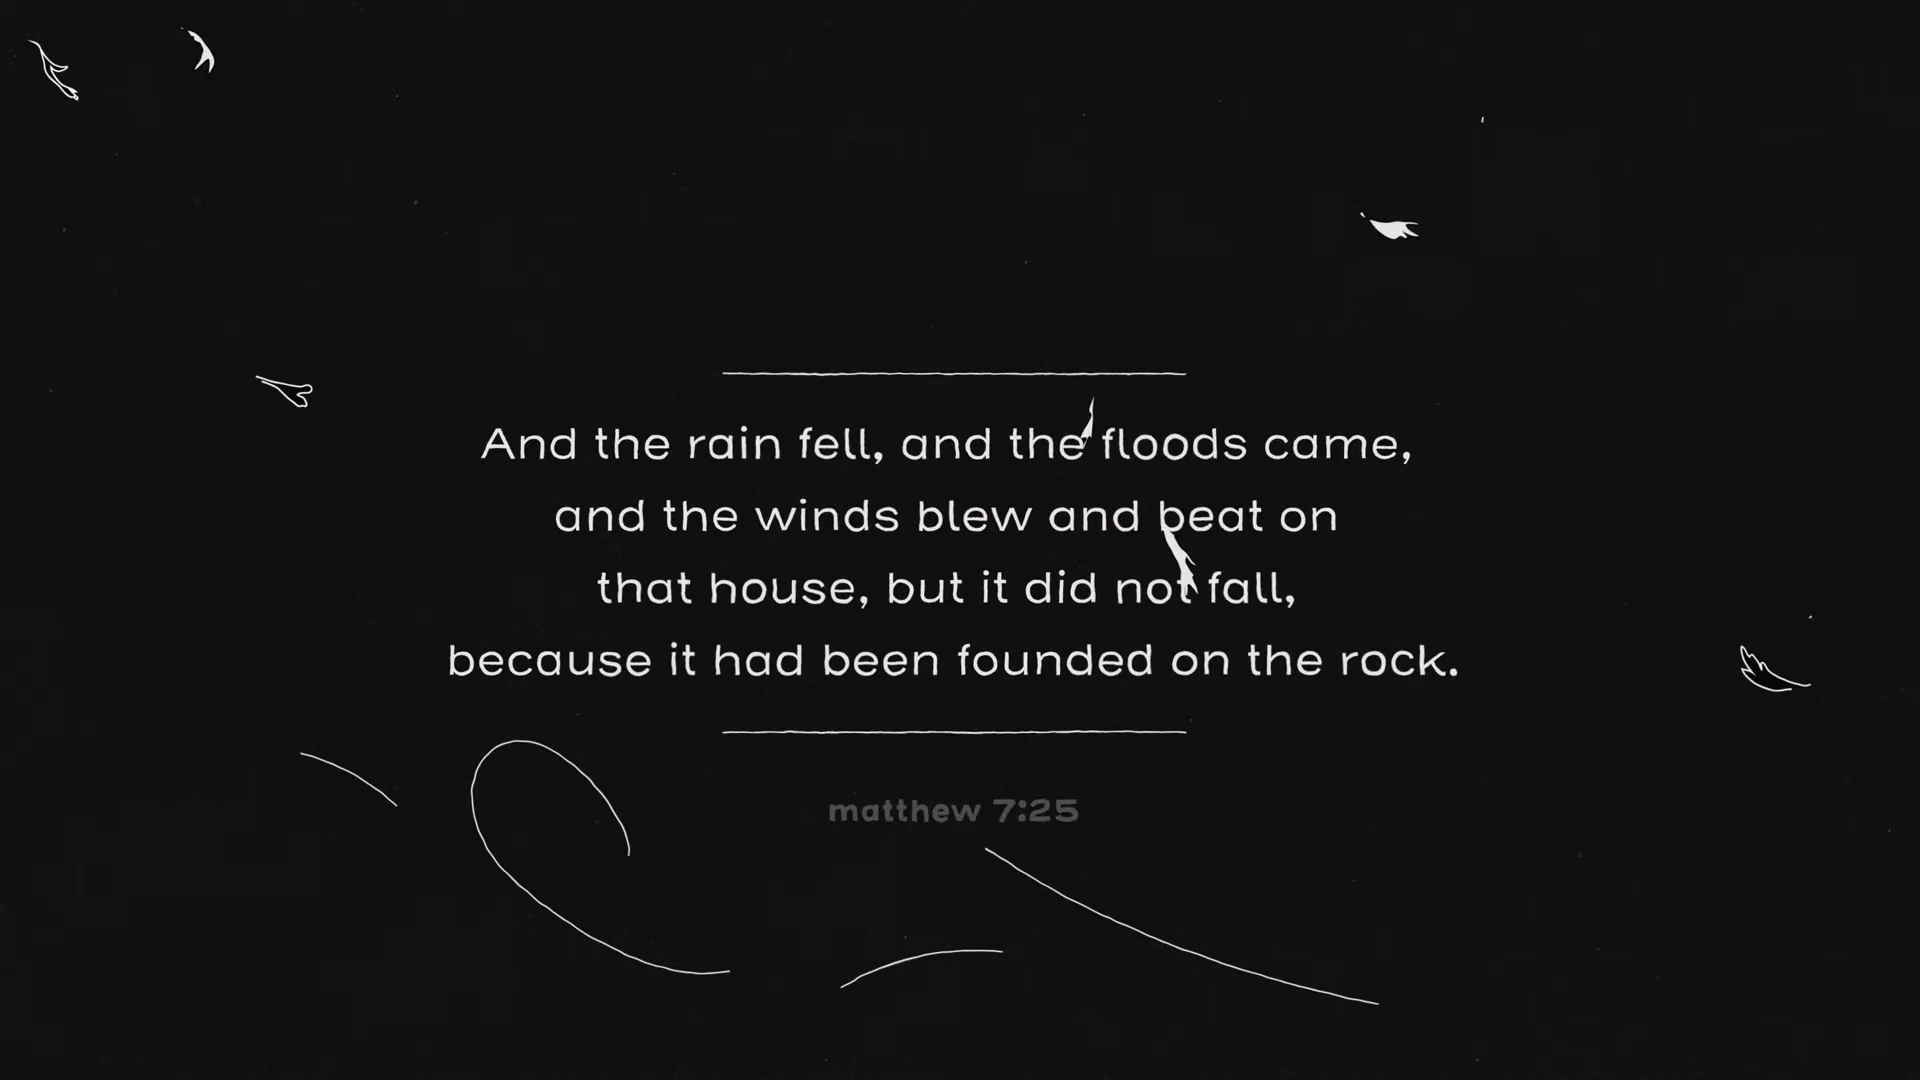 And the rain fell, and the floods came,
and the winds blew and beat on
that house, but it did not fall,
because it had been founded on the rock.
matthew 7:25